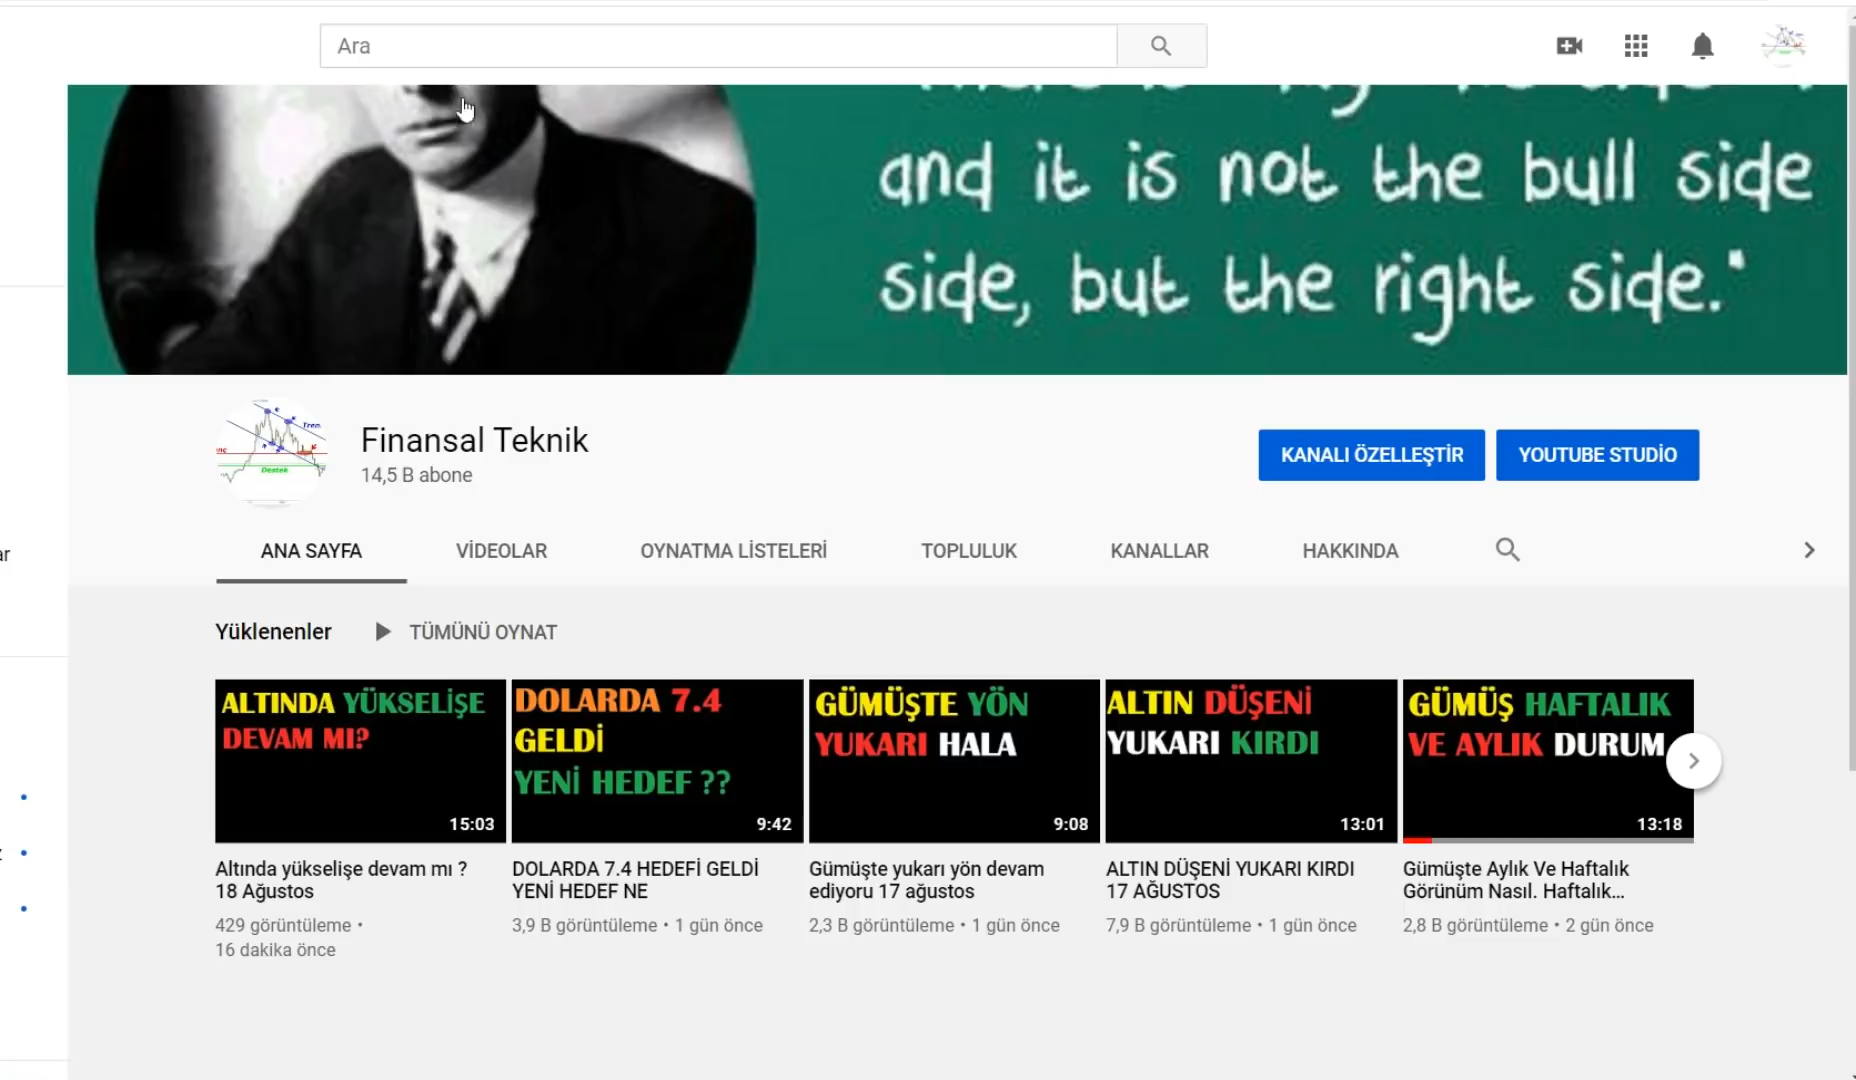 Ara
and it is not the bull side
side, but the right side."
Finansal Teknik
14,5 B abone
KANALI ÖZELLEŞTİR
YOUTUBE STUDİO
ar
ANA SAYFA
VİDEOLAR
OYNATMA LİSTELERİ
TOPLULUK
KANALLAR
HAKKINDA
Yüklenenler
TÜMÜNÜ OYNAT
ALTINDA YÜKSELİŞE
DEVAM MI?
15:03
DOLARDA 7.4
GELDİ
YENİ HEDEF ??
9:42
GÜMÜŞTE YÖN
YUKARI HALA
9:08
ALTIN DÜŞENİ
YUKARI KIRDI
13:01
GÜMÜŞ HAFTALIK
VE AYLIK DURUM
13:18
Altında yükselişe devam mı ?
18 Ağustos
429 görüntüleme •
16 dakika önce
DOLARDA 7.4 HEDEFİ GELDİ
YENİ HEDEF NE
3,9 B görüntüleme • 1 gün önce
Gümüşte yukarı yön devam
ediyoru 17 ağustos
2,3 B görüntüleme • 1 gün önce
ALTIN DÜŞENİ YUKARI KIRDI
17 AĞUSTOS
7,9 B görüntüleme • 1 gün önce
Gümüşte Aylık Ve Haftalık
Görünüm Nasıl. Haftalık...
2,8 B görüntüleme • 2 gün önce
Destek